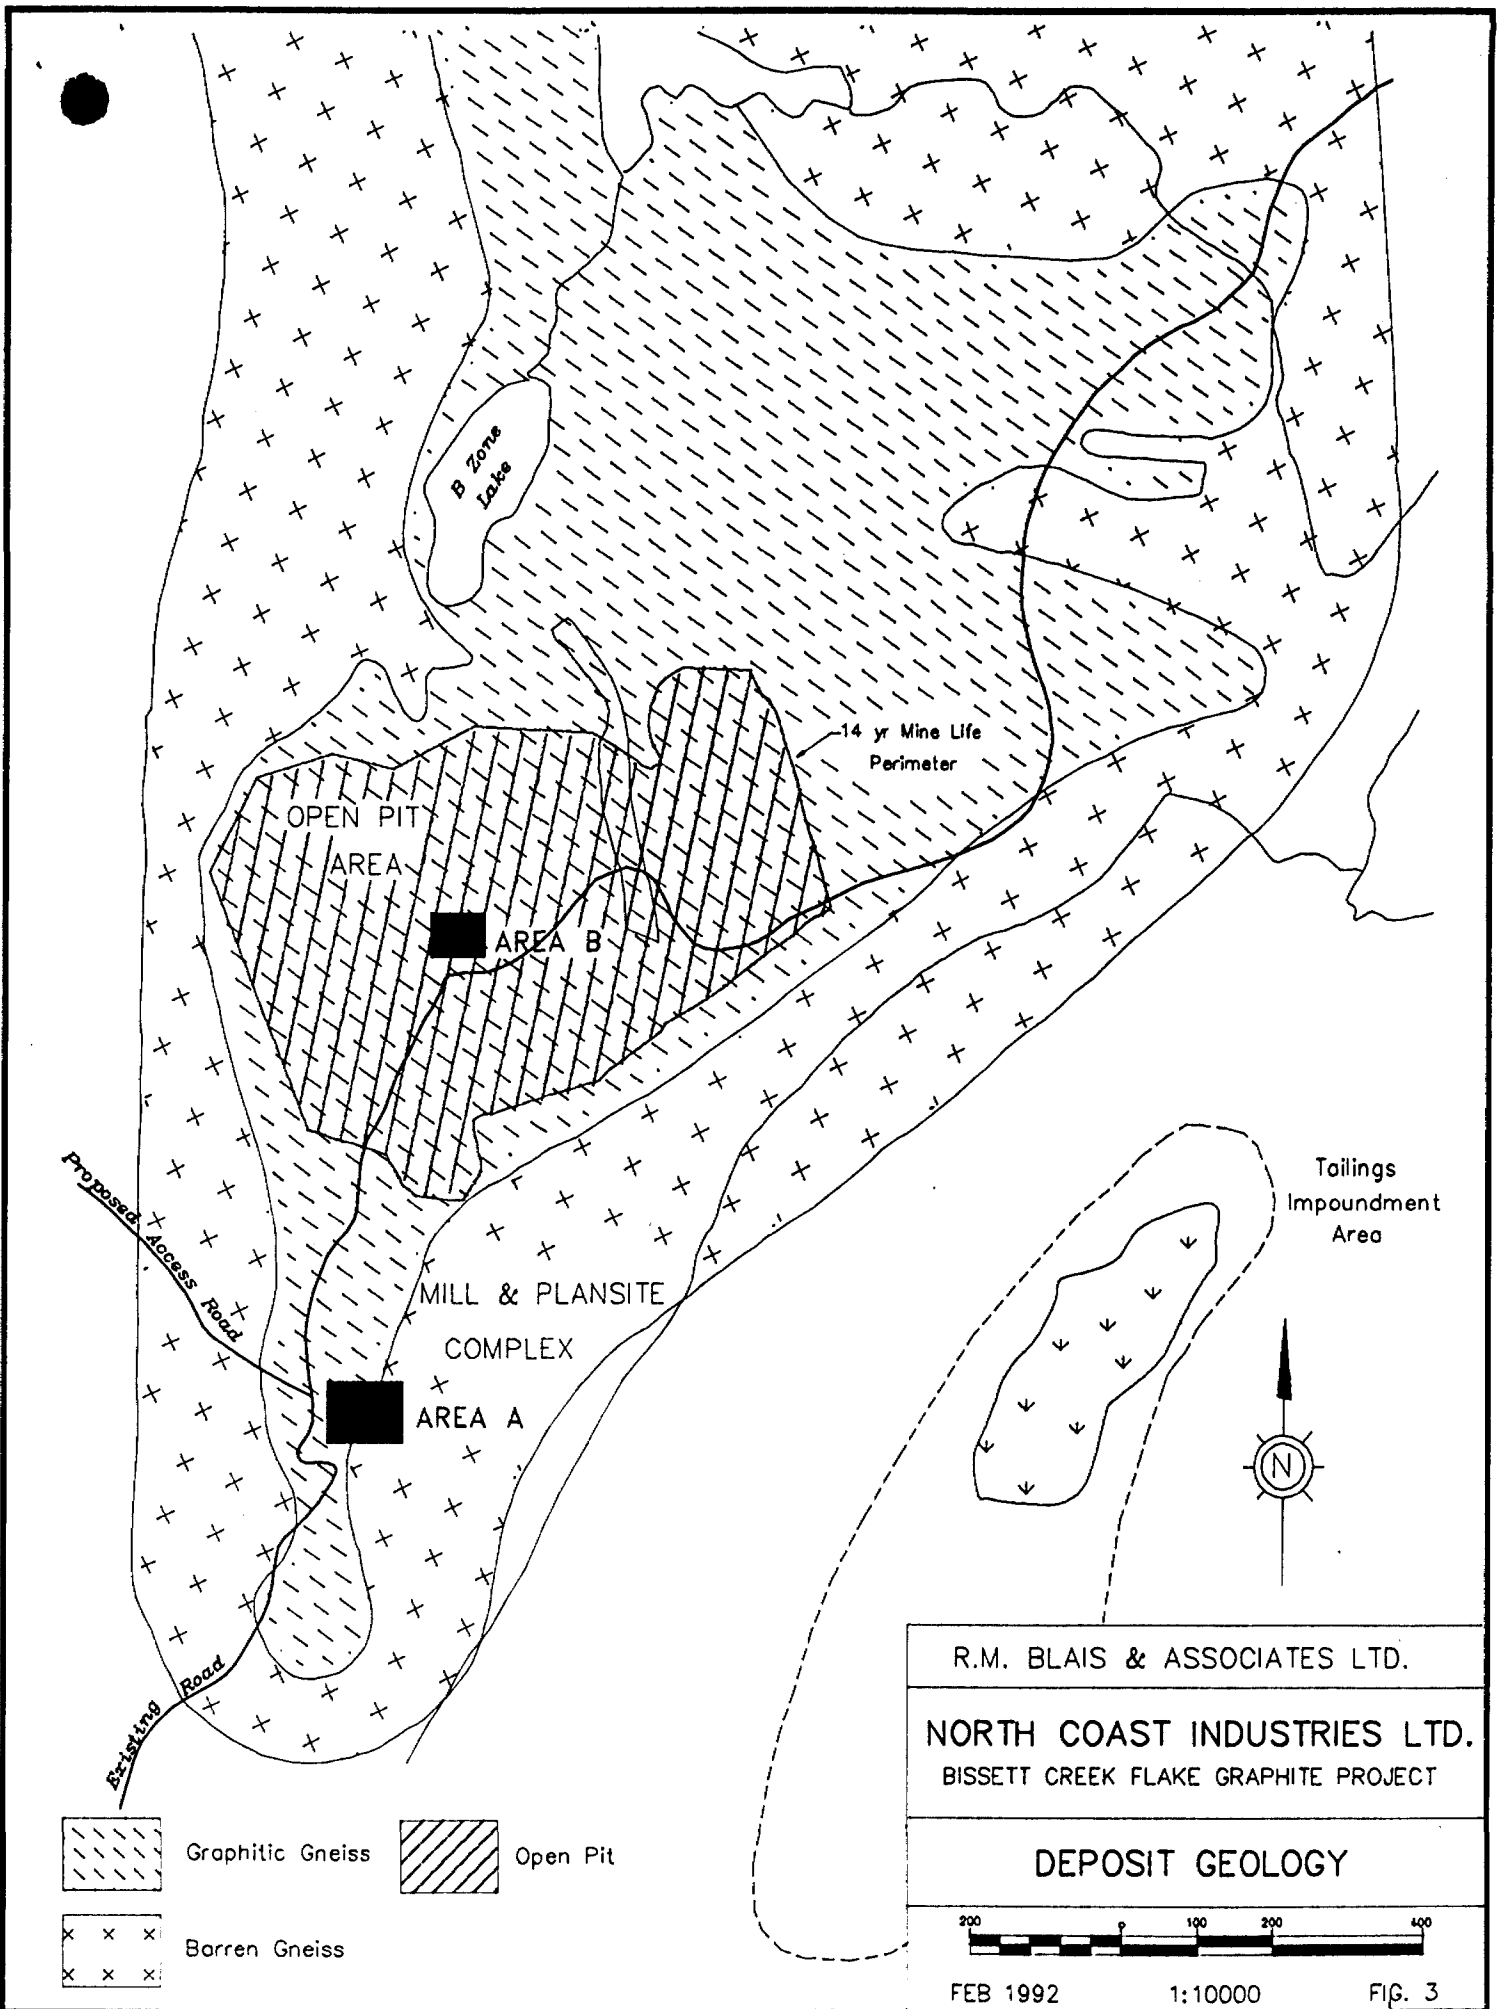 B Zone
Lake
14 yr Mine Life
Perimeter
OPEN PIT
AREA
AREA B
Proposed Access Road
Tailings
Impoundment
Area
MILL & PLANSITE
COMPLEX
AREA A
N
Existing Road
R.M. BLAIS & ASSOCIATES LTD.
NORTH COAST INDUSTRIES LTD.
BISSETT CREEK FLAKE GRAPHITE PROJECT
DEPOSIT GEOLOGY
200 0 100 200 400
FEB 1992 1:10000 FIG. 3
Graphitic Gneiss
Open Pit
Barren Gneiss